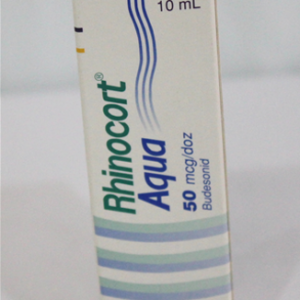 10 mL
Rhinocort®
Aqua
50 mcg/doz
Budesonid